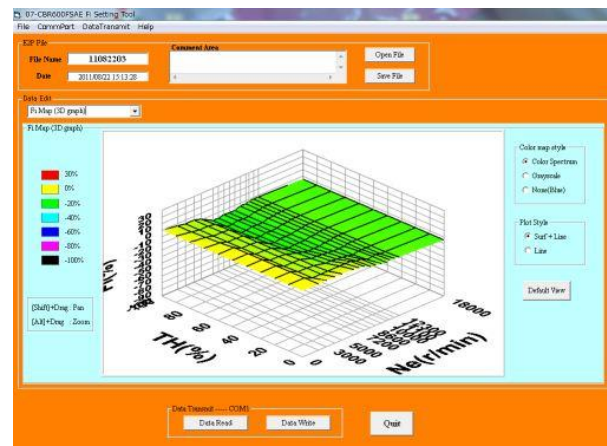 07-CBR600FSAE Fi Setting Tool
File CommPort DataTransmit Help
EIP File
File Name 11082203
Date 2011/08/22 15:13:28
Comment Area
Open File
Save File
Data Edit
Fi Map (3D graph)
Fi Map (3D graph)
30%
0%
-20%
-40%
-60%
-80%
-100%
[Shift]+Drag : Pan
[Alt]+Drag : Zoom
TH(%)
80
60
40
20
0
Ne(r/min)
0
3000
5000
18000
Color map style
Color Spectrum
Grayscale
None(Blue)
Plot Style
Surf + Line
Line
Default View
Data Transmit ----- COM3
Data Read
Data Write
Quit